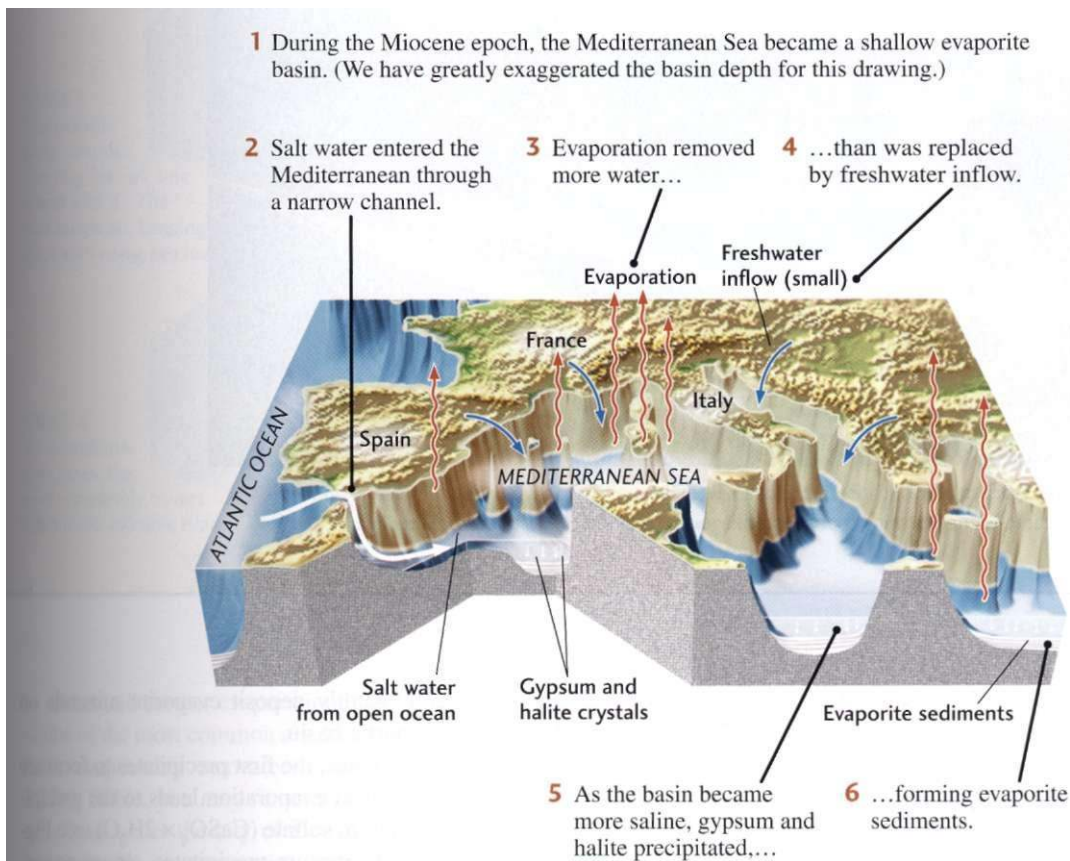 1 During the Miocene epoch, the Mediterranean Sea became a shallow evaporite
basin. (We have greatly exaggerated the basin depth for this drawing.)
2 Salt water entered the
Mediterranean through
a narrow channel.
3 Evaporation removed
more water…
4 …than was replaced
by freshwater inflow.
Freshwater
inflow (small)
Evaporation
France
Italy
Spain
MEDITERRANEAN SEA
ATLANTIC OCEAN
Salt water
from open ocean
Gypsum and
halite crystals
Evaporite sediments
5 As the basin became
more saline, gypsum and
halite precipitated,…
6 …forming evaporite
sediments.